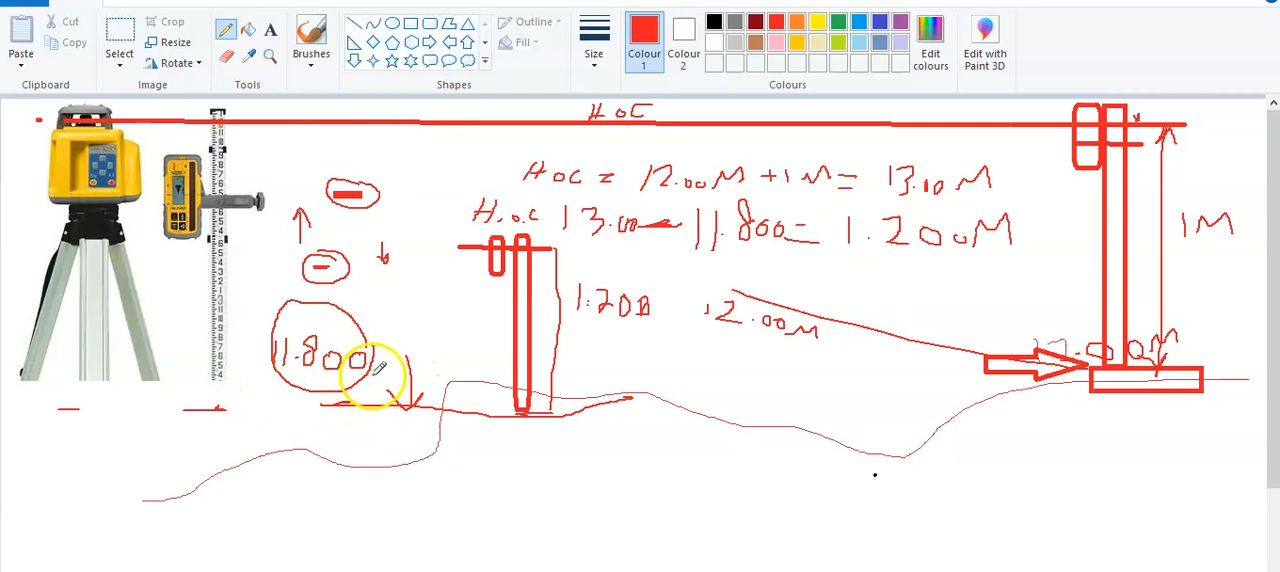 Cut
Copy
Paste
Clipboard
Crop
Resize
Rotate
Select
Image
A
Tools
Brushes
Outline
Fill
Shapes
Size
Colour 1
Colour 2
Edit colours
Edit with Paint 3D
Colours
HOC
HOC = 12.00M + 1M = 13.00M
H.O.C 13.00 - 11.800 = 1.200M
1M
1.200
12.00M
11.800